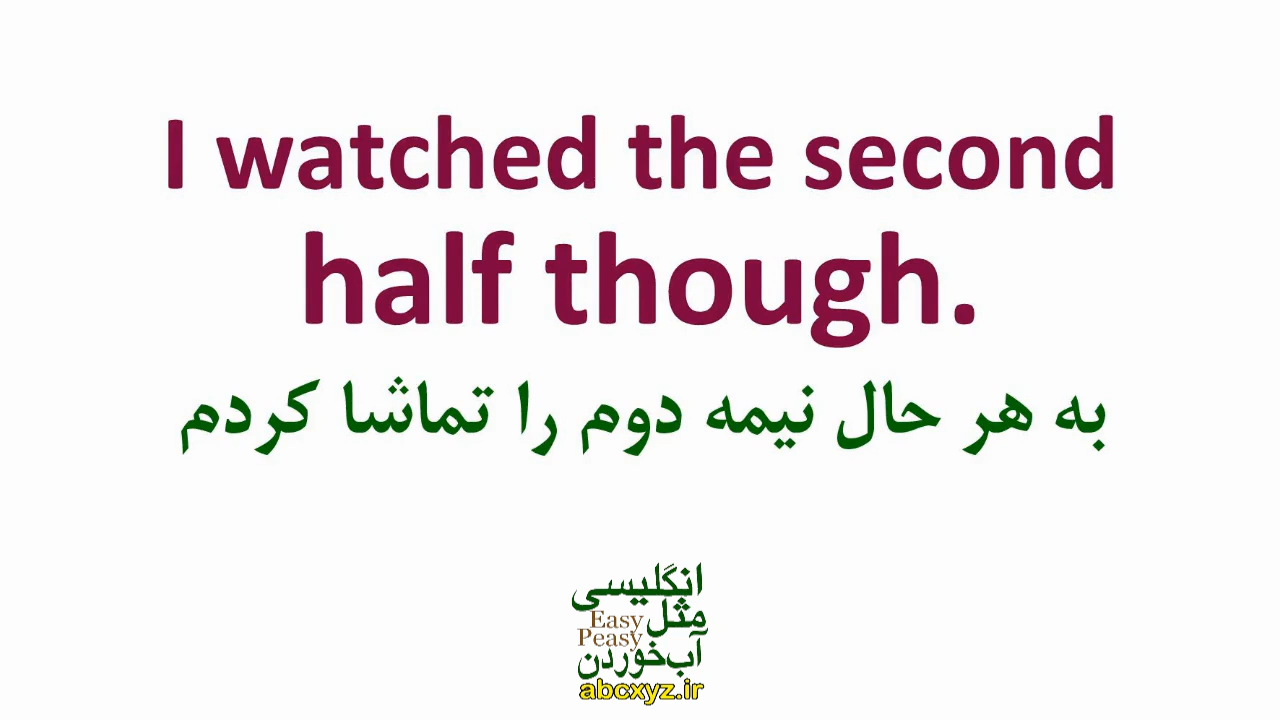 I watched the second
half though.
به هر حال نیمه دوم را تماشا کردم
انگلیسی
مثل
Easy
Peasy
آب‌خوردن
abcxyz.ir